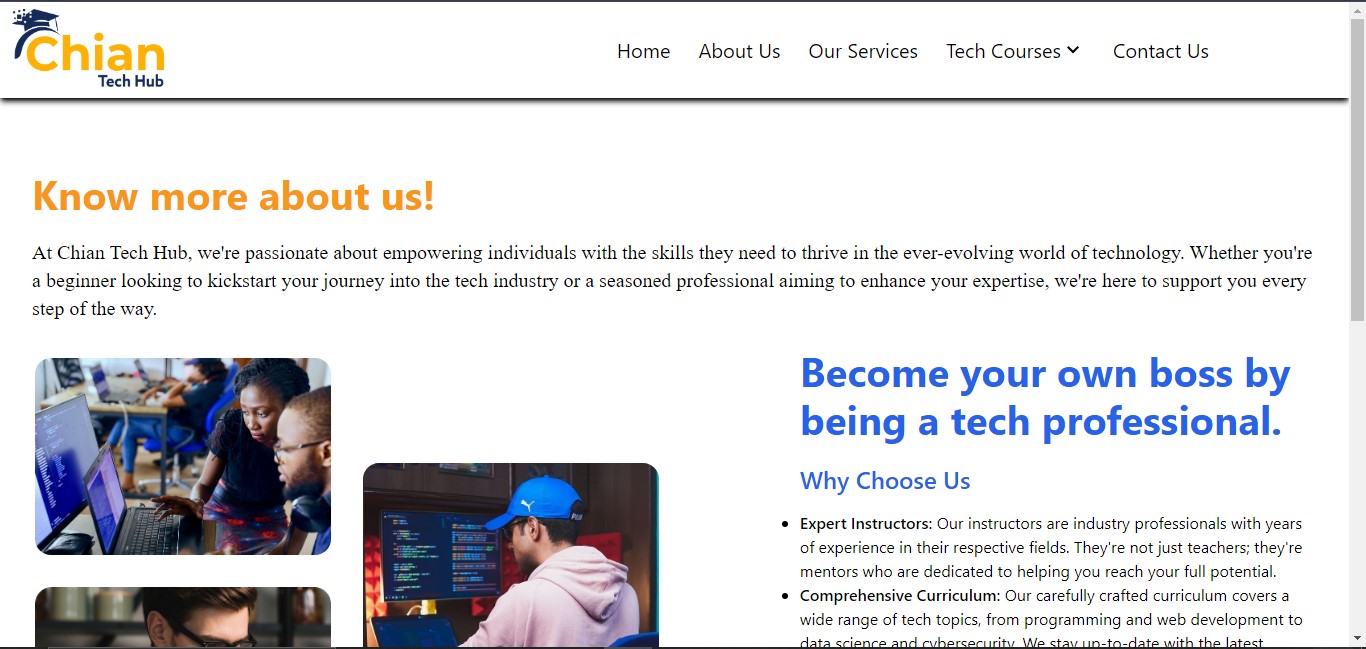 Chian
Tech Hub
Home
About Us
Our Services
Tech Courses
Contact Us
Know more about us!
At Chian Tech Hub, we're passionate about empowering individuals with the skills they need to thrive in the ever-evolving world of technology. Whether you're
a beginner looking to kickstart your journey into the tech industry or a seasoned professional aiming to enhance your expertise, we're here to support you every
step of the way.
Become your own boss by
being a tech professional.
Why Choose Us
Expert Instructors: Our instructors are industry professionals with years
of experience in their respective fields. They're not just teachers; they're
mentors who are dedicated to helping you reach your full potential.
Comprehensive Curriculum: Our carefully crafted curriculum covers a
wide range of tech topics, from programming and web development to
data science and cybersecurity. We stay up-to-date with the latest